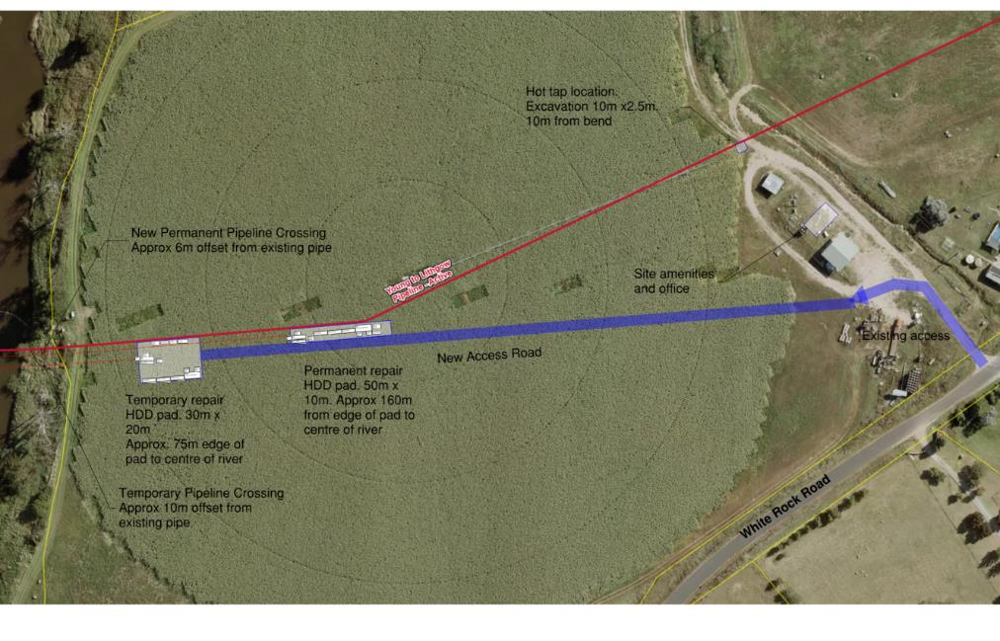 Hot tap location.
Excavation 10m x2.5m.
10m from bend
New Permanent Pipeline Crossing
Approx 6m offset from existing pipe
Young to Lithgow
Pipeline - Active
Site amenities
and office
Existing access
New Access Road
Permanent repair
HDD pad. 50m x
10m. Approx 160m
from edge of pad to
centre of river
Temporary repair
HDD pad. 30m x
20m
Approx. 75m edge of
pad to centre of river
Temporary Pipeline Crossing
Approx 10m offset from
existing pipe
White Rock Road